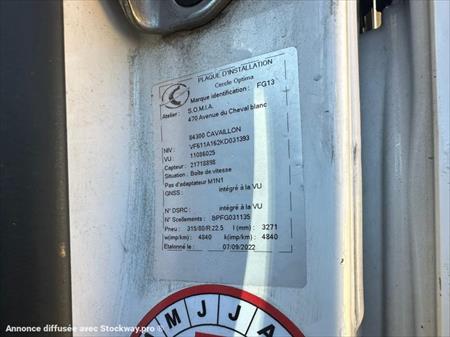 PLAQUE D'INSTALLATION
Cercle Optima
Marque identification : FG13
Atelier : S.O.M.I.A.
470 Avenue du Cheval blanc
84300 CAVAILLON
NIV : VF611A162KD031393
VU : 11086025
Capteur : 21718898
Situation : Boîte de vitesse
Pas d'adaptateur M1N1
GNSS : intégré à la VU
N° DSRC : intégré à la VU
N° Scellements : BPFG031135
Pneu : 315/80/R 22.5 l (mm) : 3271
w(imp/km) : 4840 k(imp/km) : 4840
Etalonné le : 07/09/2022
M J J A
Annonce diffusée avec Stockway.pro ©